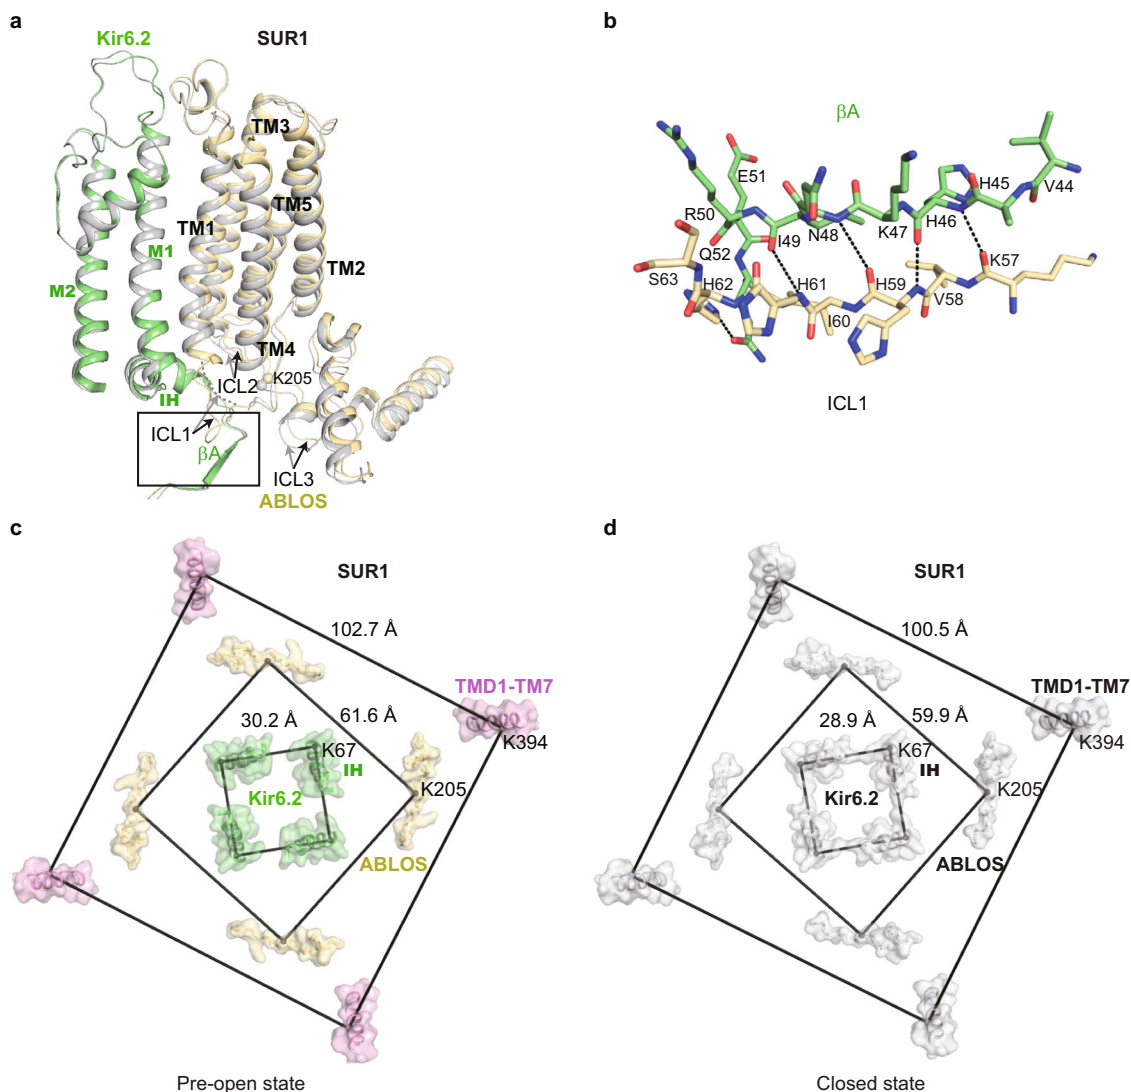 a
Kir6.2
SUR1
TM3
TM5
TM1
M1
TM2
M2
TM4
K205
ICL2
IH
ICL1
βA
ICL3
ABLOS
b
βA
E51
H45
V44
R50
H46
N48
K47
I49
Q52
K57
S63
H62
H61
H59
V58
I60
ICL1
c
SUR1
102.7 Å
TMD1-TM7
61.6 Å
30.2 Å
K394
K67
IH
Kir6.2
K205
ABLOS
Pre-open state
d
SUR1
100.5 Å
TMD1-TM7
59.9 Å
28.9 Å
K394
K67
IH
Kir6.2
K205
ABLOS
Closed state